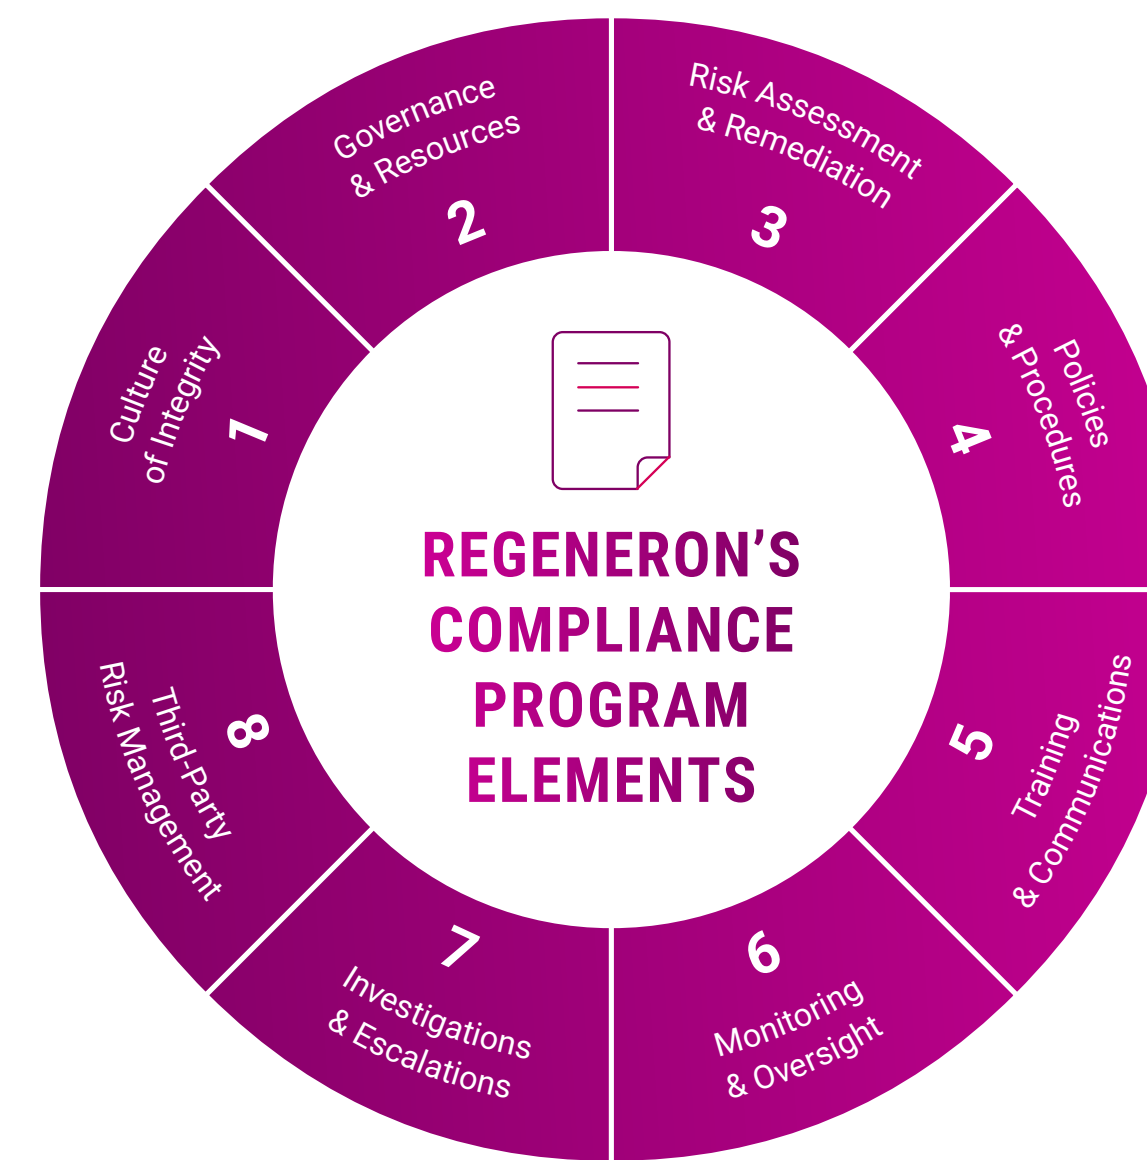 REGENERON’S
COMPLIANCE
PROGRAM
ELEMENTS
Culture
of Integrity
1
Governance
& Resources
2
Risk Assessment
& Remediation
3
Policies
& Procedures
4
Training
& Communications
5
6
Monitoring
& Oversight
7
Investigations
& Escalations
8
Third-Party
Risk Management